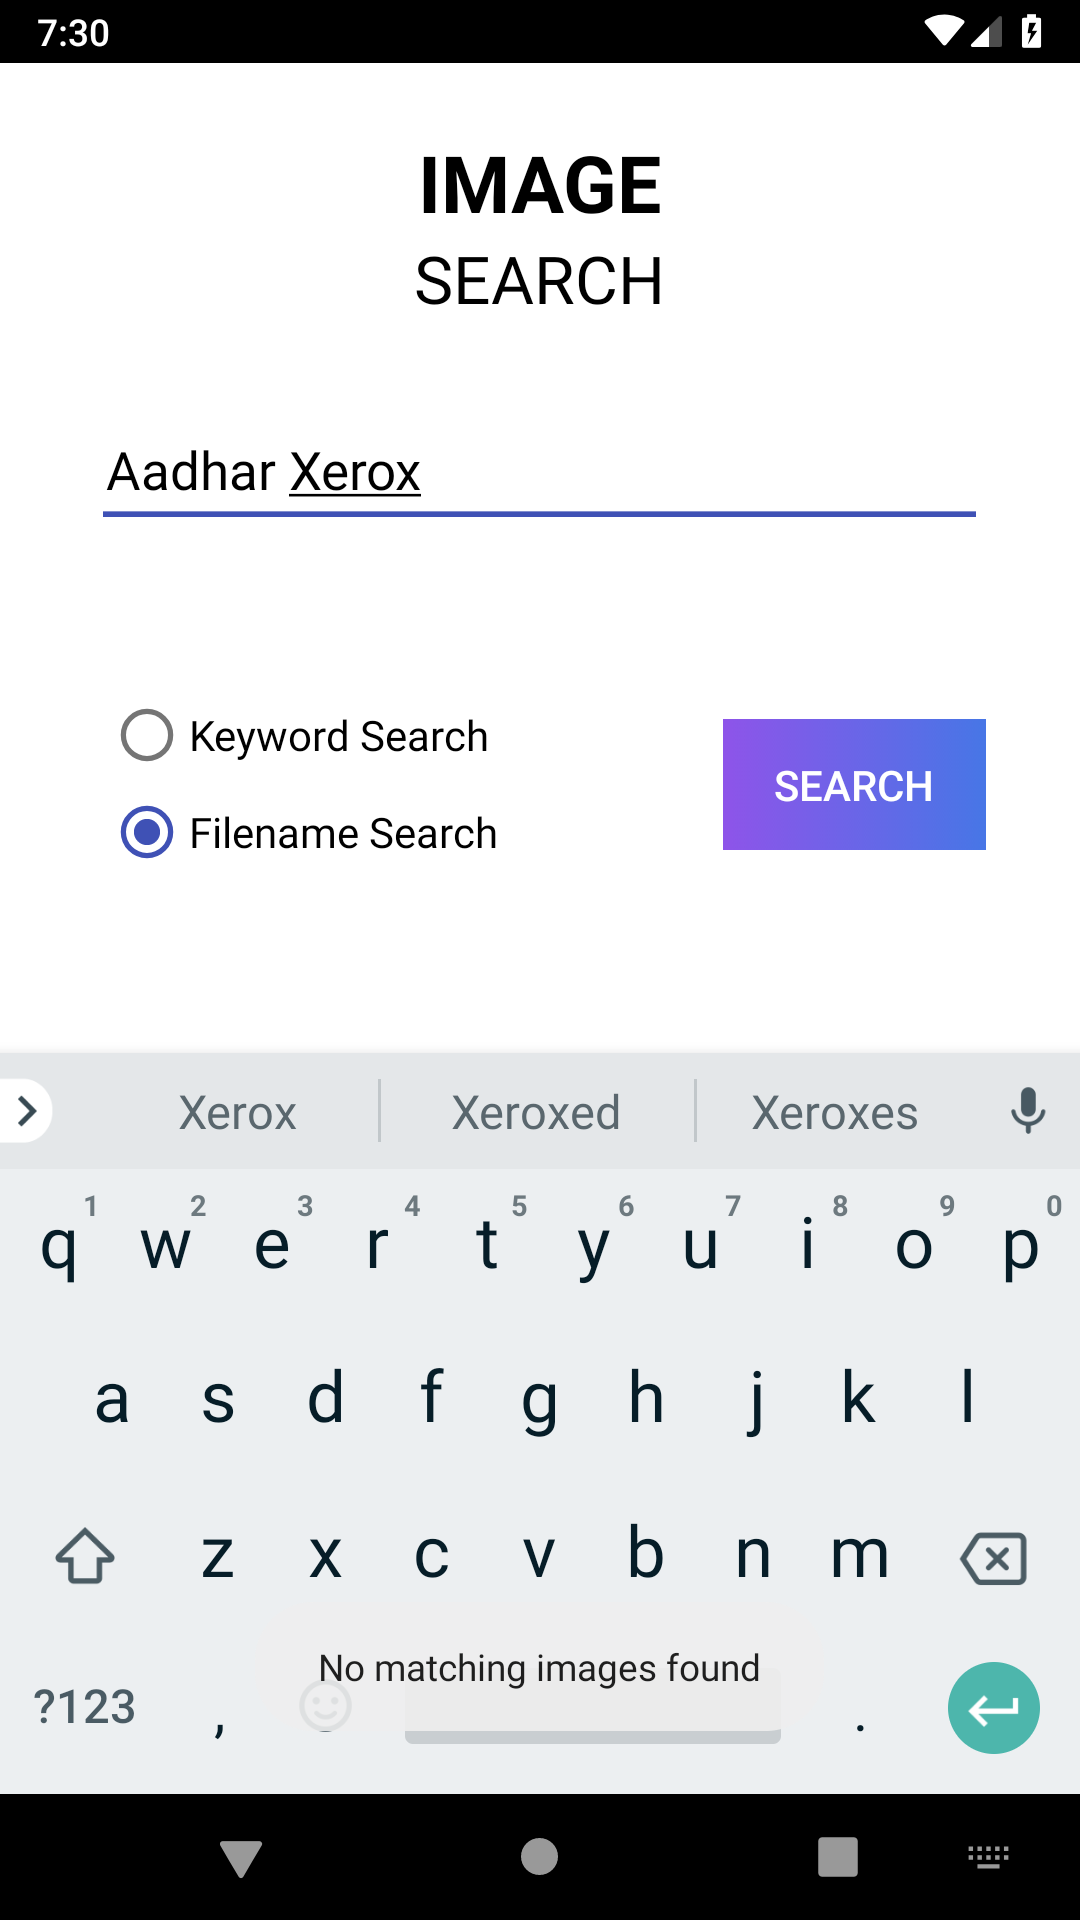 7:30
IMAGE
SEARCH
Aadhar Xerox
Keyword Search
Filename Search
SEARCH
Xerox Xeroxed Xeroxes
1 2 3 4 5 6 7 8 9 0
q w e r t y u i o p
a s d f g h j k l
z x c v b n m
No matching images found
?123 , .